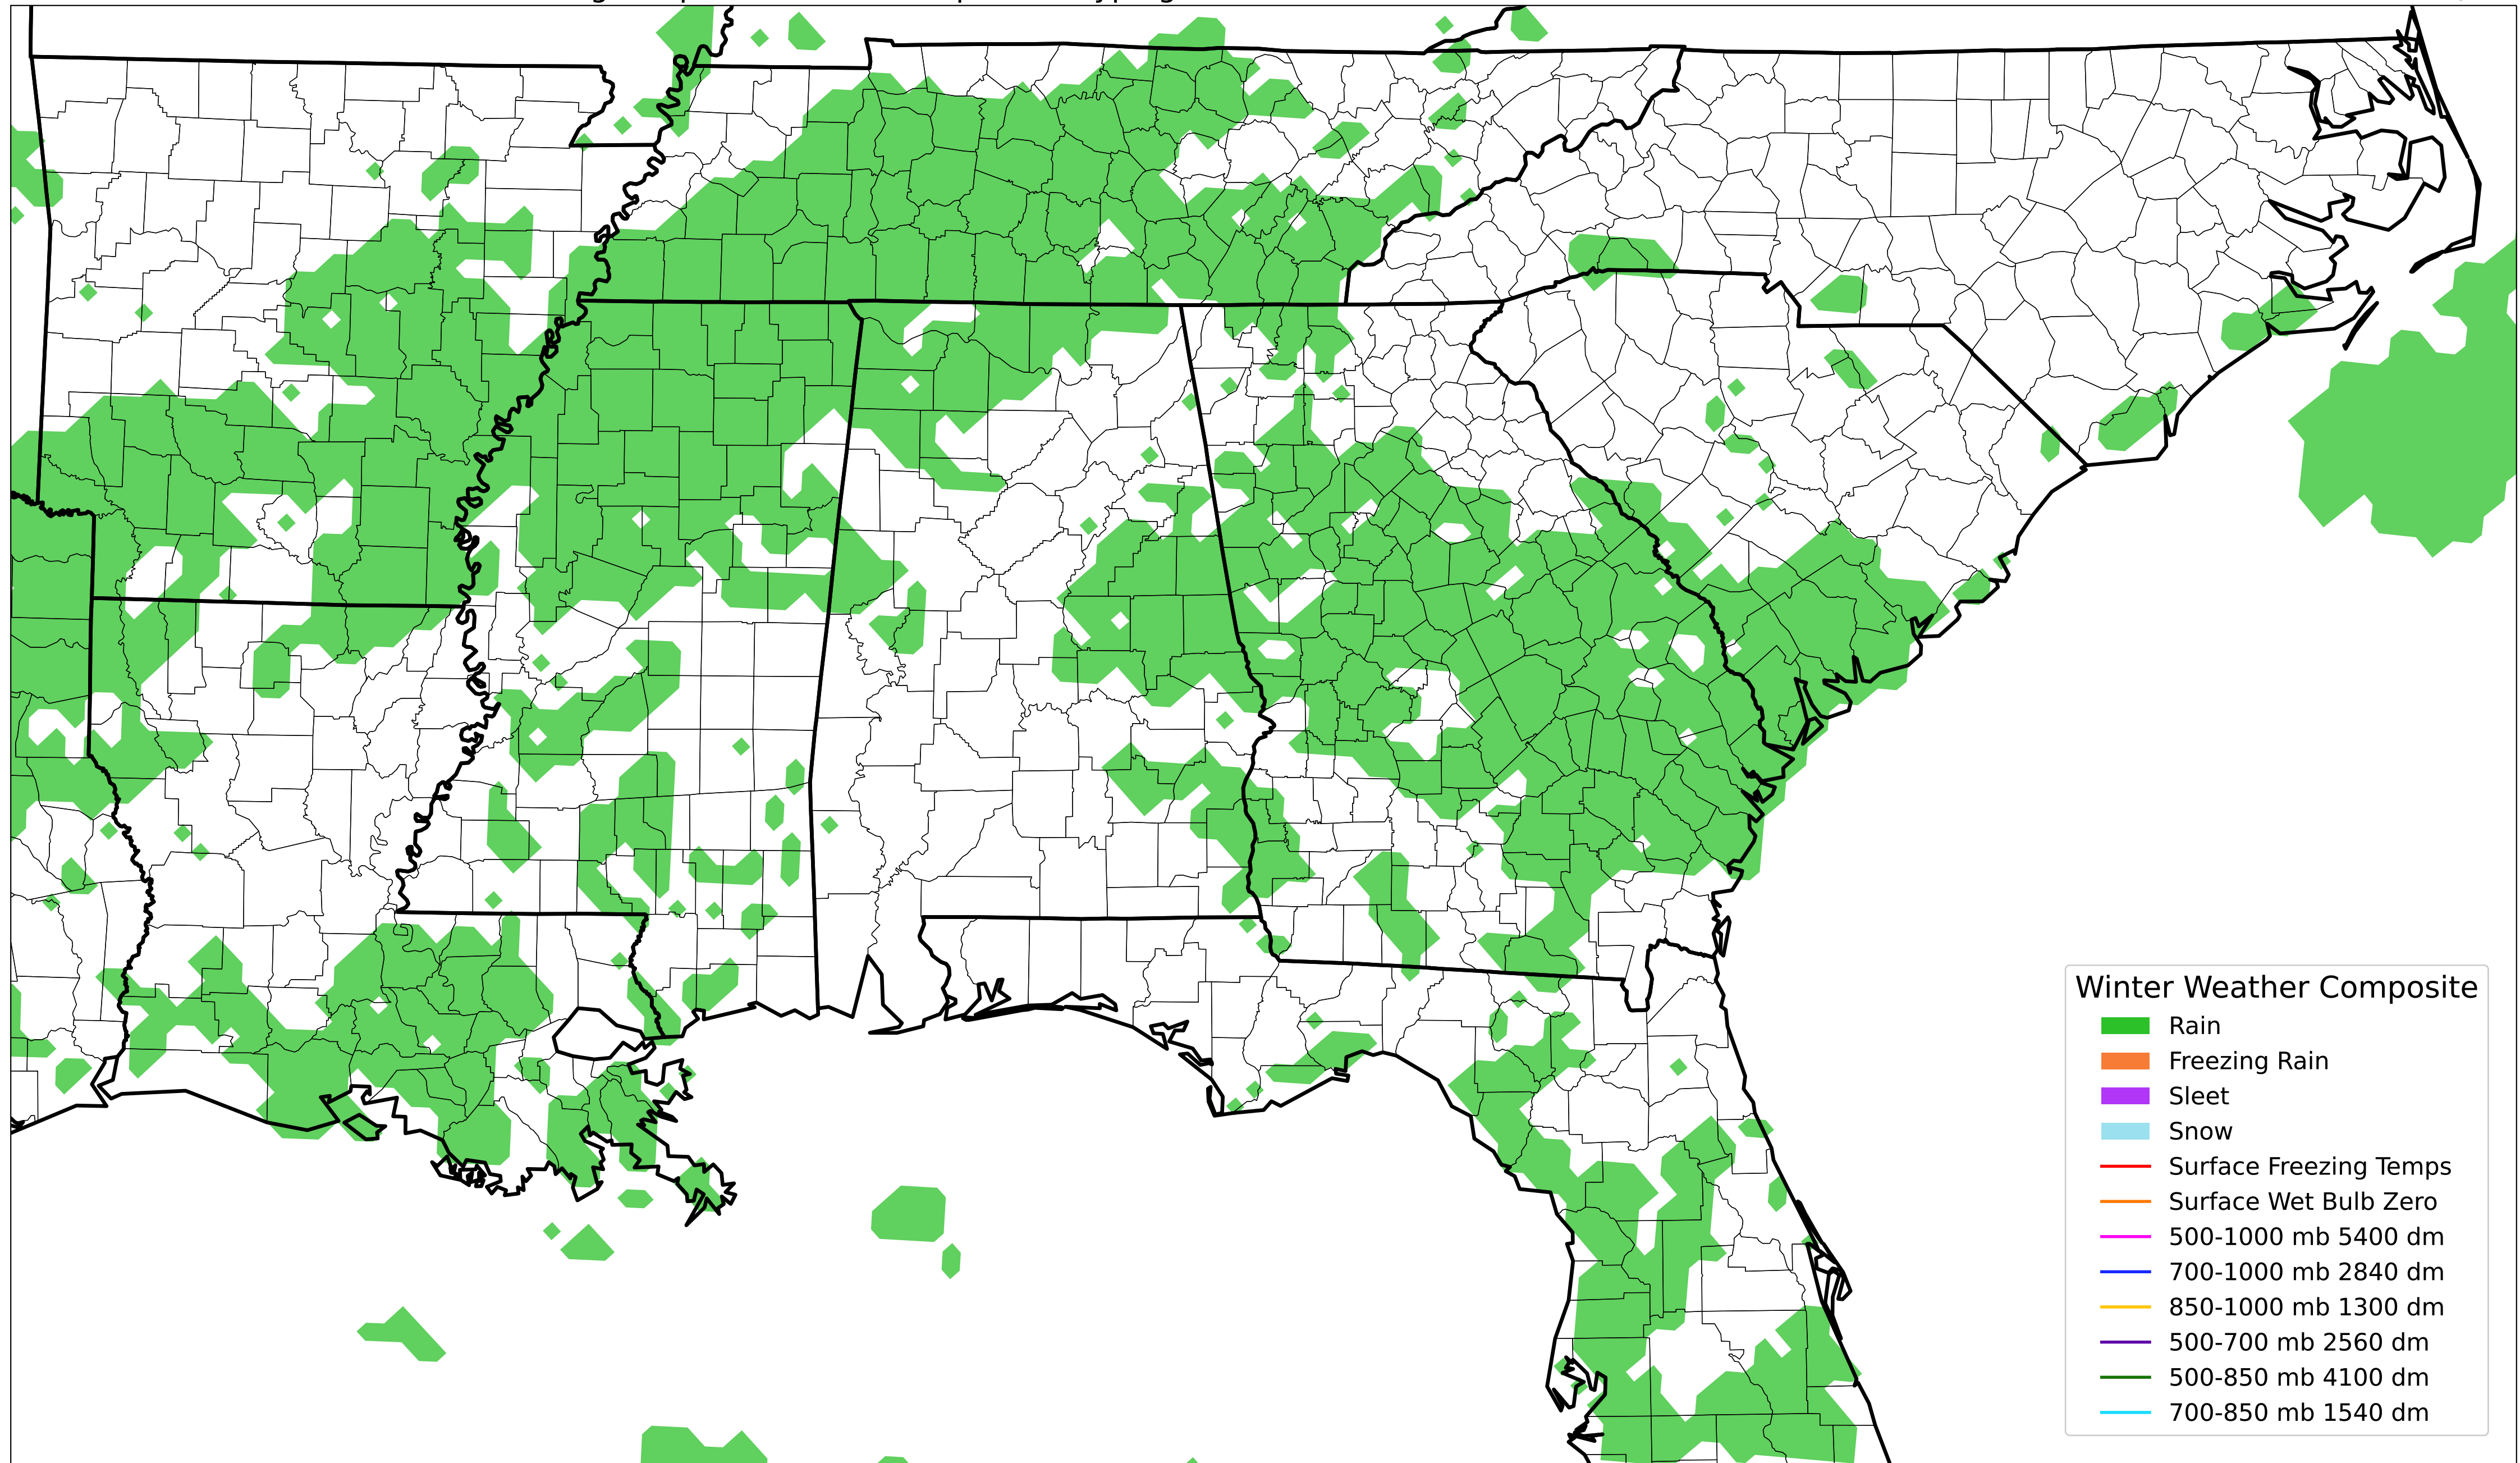 Winter Weather Composite
Rain
Freezing Rain
Sleet
Snow
Surface Freezing Temps
Surface Wet Bulb Zero
500-1000 mb 5400 dm
700-1000 mb 2840 dm
850-1000 mb 1300 dm
500-700 mb 2560 dm
500-850 mb 4100 dm
700-850 mb 1540 dm